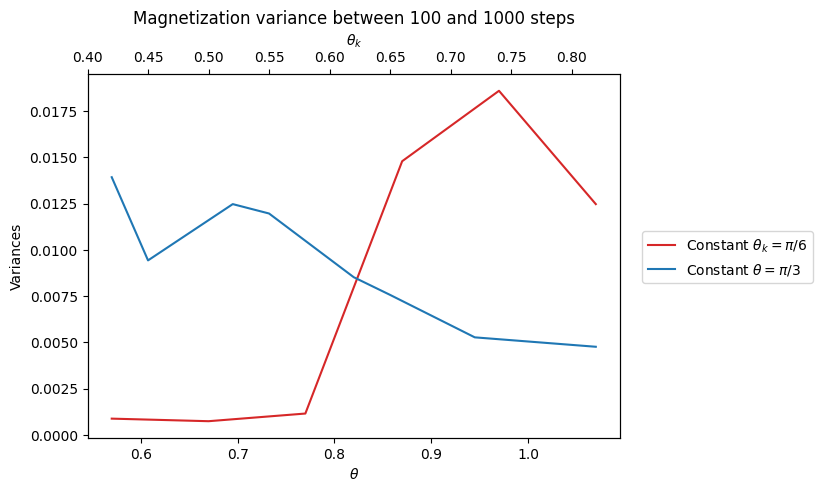 Magnetization variance between 100 and 1000 steps
θₖ
0.40 0.45 0.50 0.55 0.60 0.65 0.70 0.75 0.80
0.0175
0.0150
0.0125
0.0100
0.0075
0.0050
0.0025
0.0000
Variances
0.6 0.7 0.8 0.9 1.0
θ
Constant θₖ = π/6
Constant θ = π/3